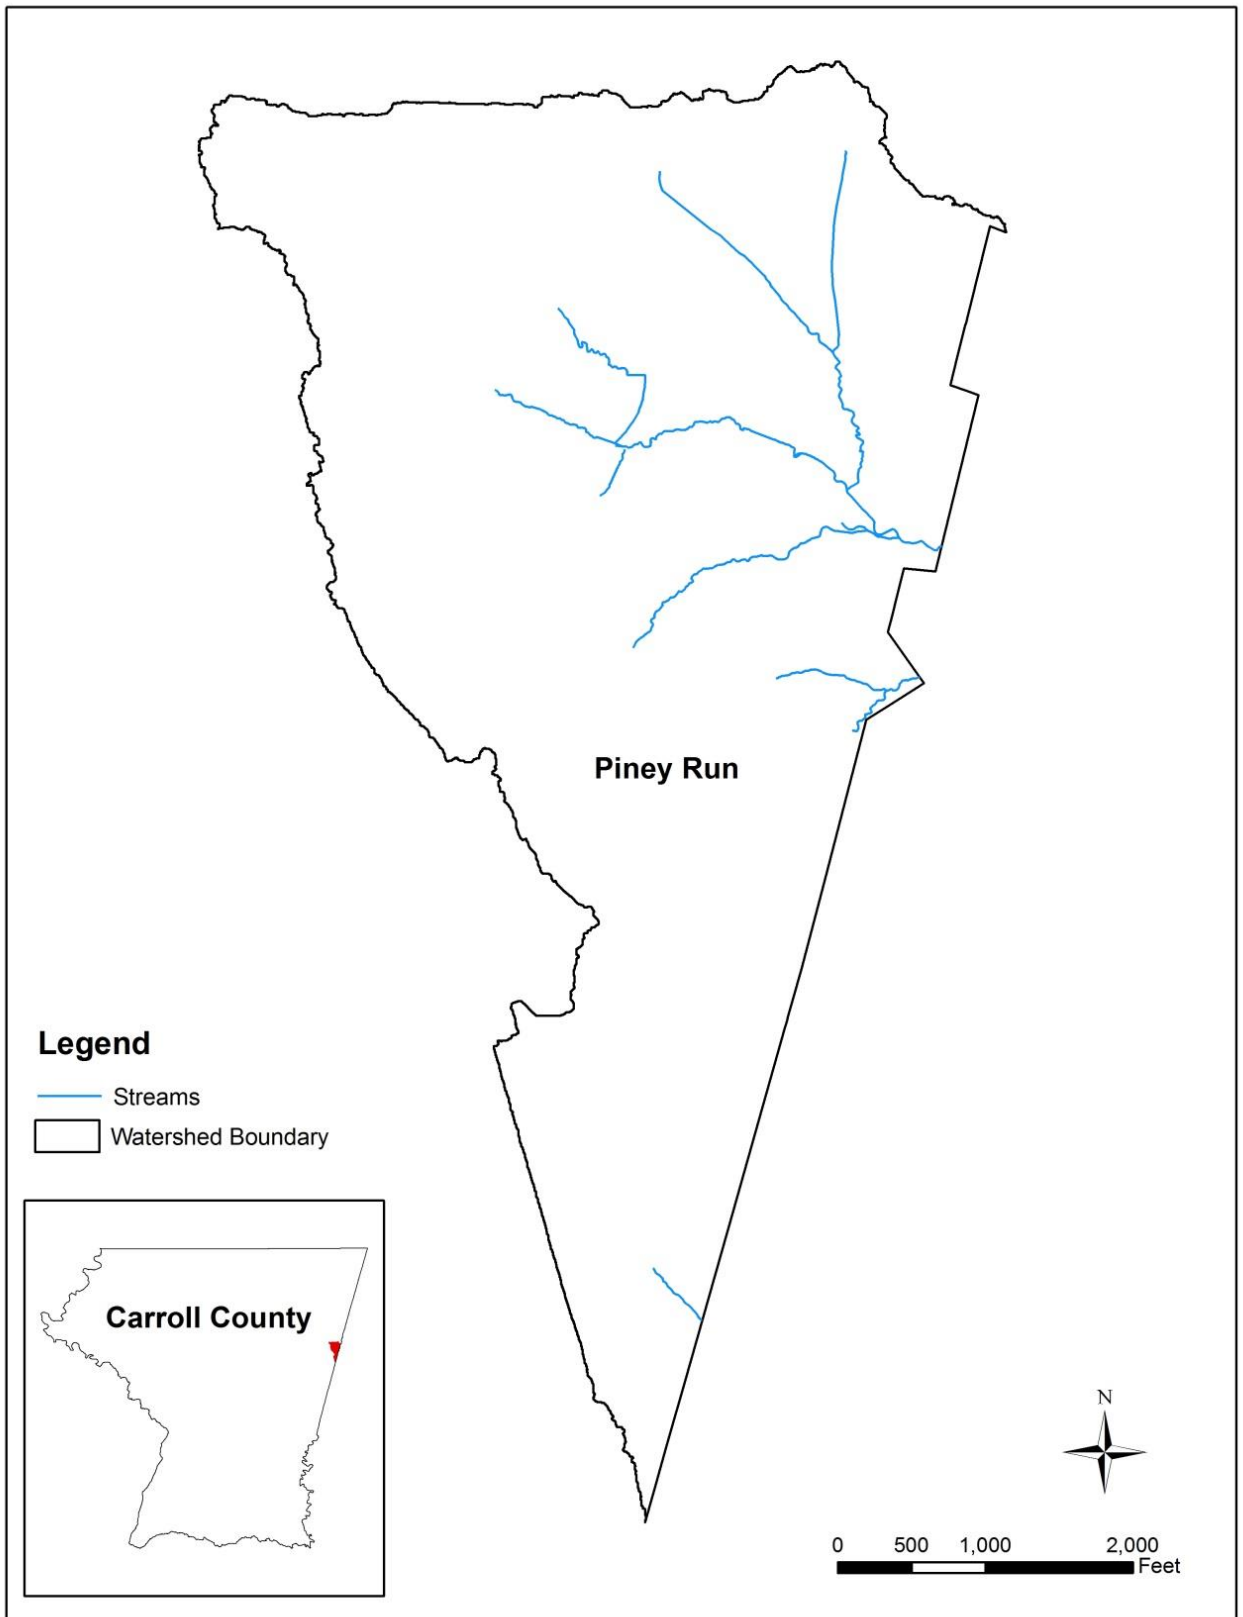 Piney Run
Legend
Streams
Watershed Boundary
Carroll County
N
0 500 1,000 2,000
Feet